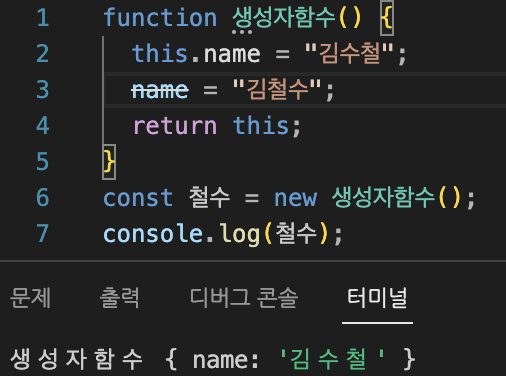 1 function 생성자함수() {
2 this.name = "김수철";
3 name = "김철수";
4 return this;
5 }
6 const 철수 = new 생성자함수();
7 console.log(철수);
문제 출력 디버그 콘솔 터미널
생성자함수 { name: '김수철' }